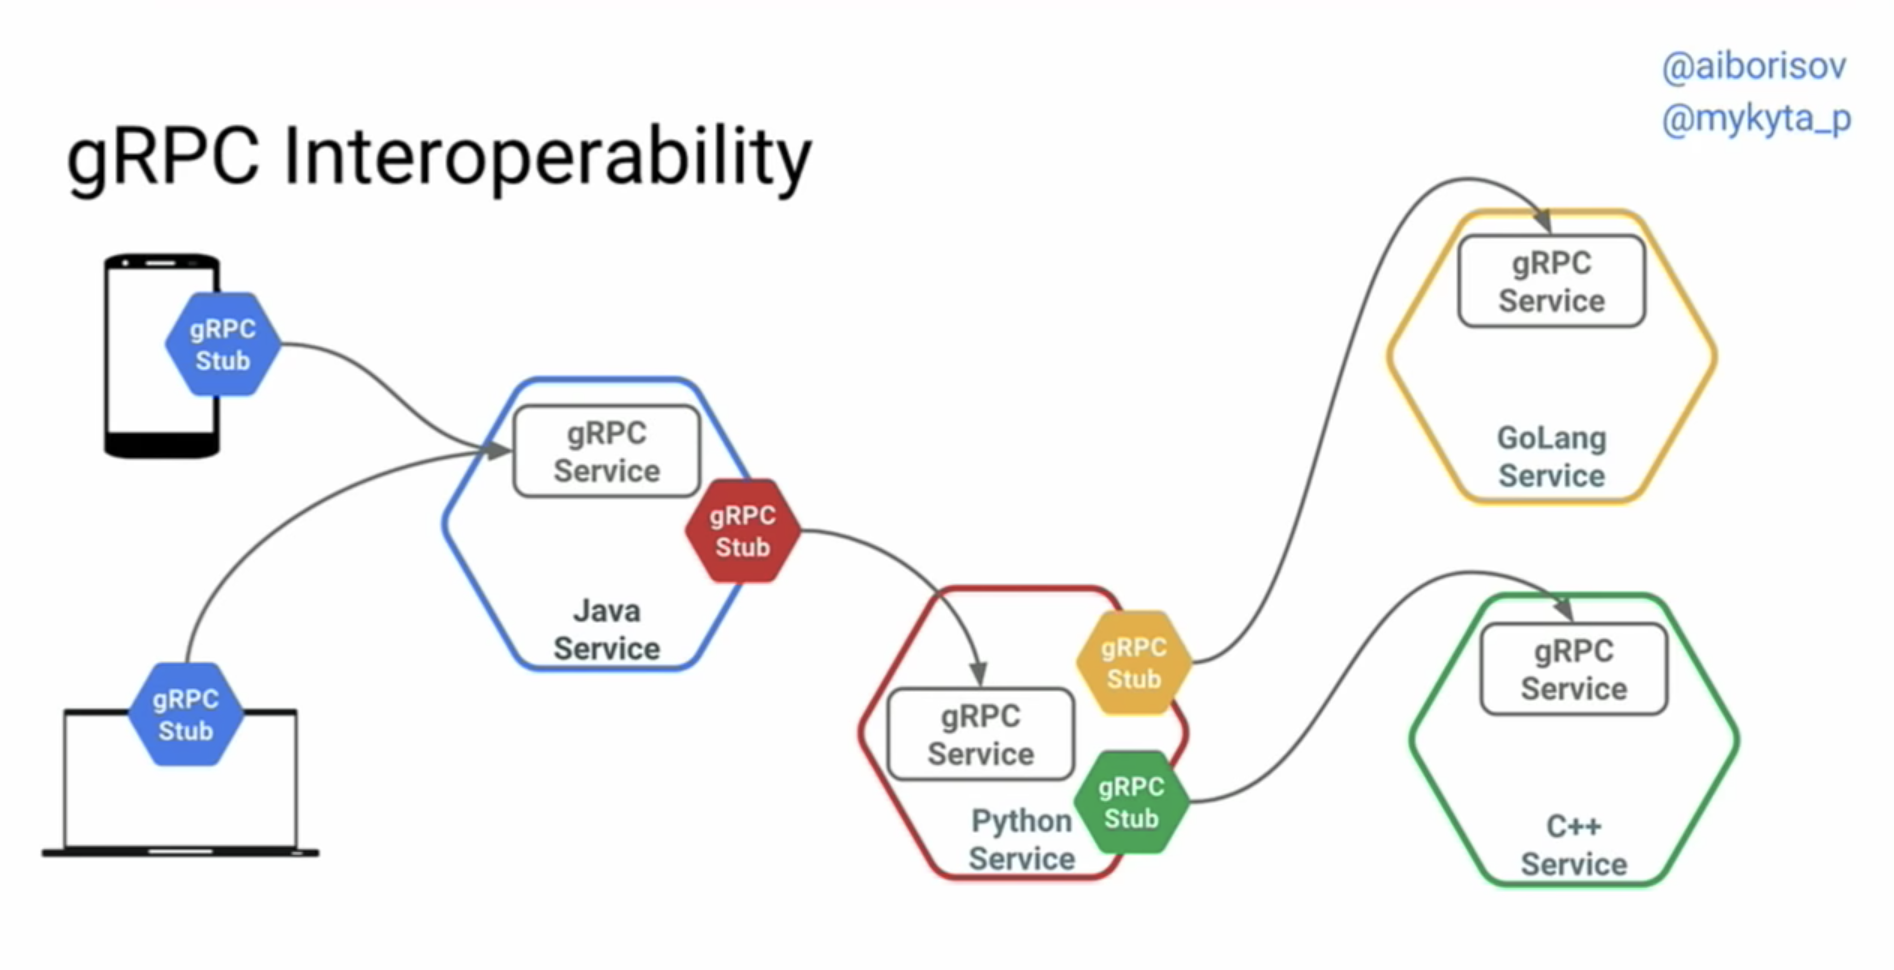 @aiborisov
@mykyta_p
gRPC Interoperability
gRPC
Stub
gRPC
Stub
gRPC
Service
Java
Service
gRPC
Stub
gRPC
Service
Python
Service
gRPC
Stub
gRPC
Stub
gRPC
Service
GoLang
Service
gRPC
Service
C++
Service